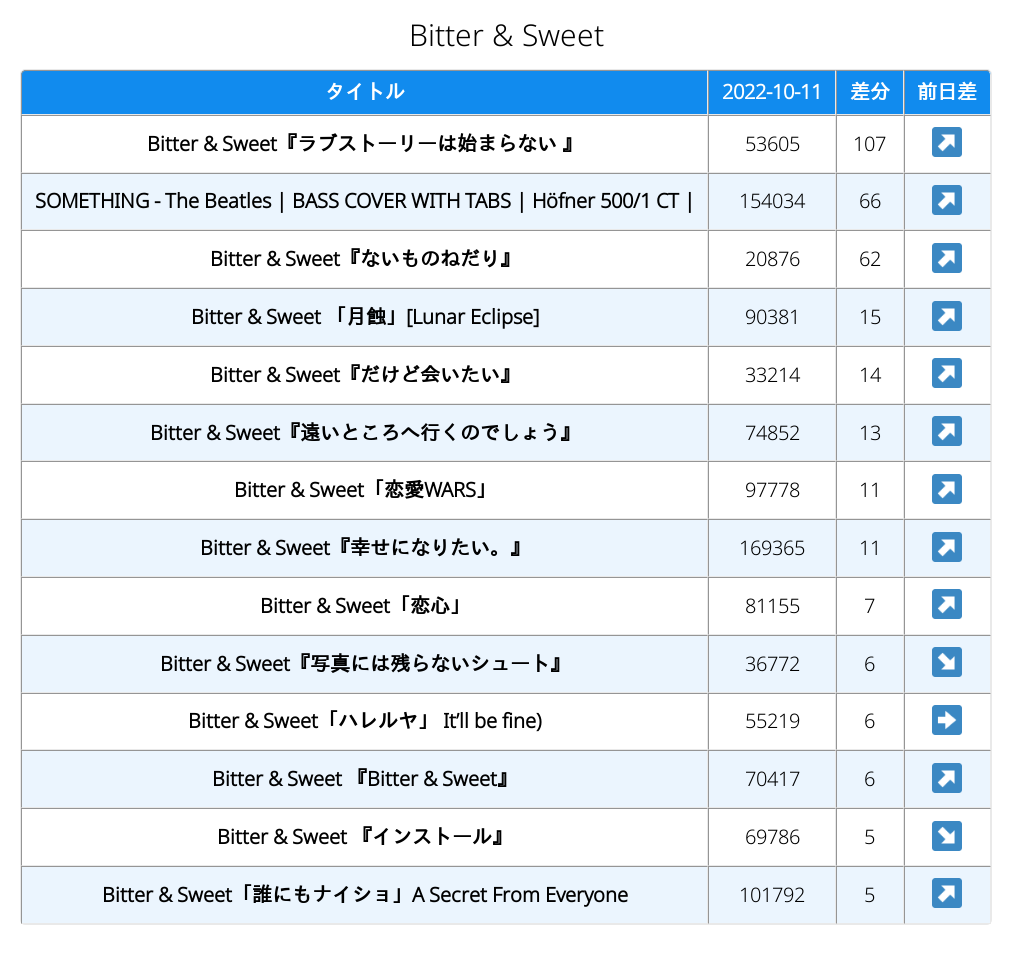 Bitter & Sweet
タイトル 2022-10-11 差分 前日差
Bitter & Sweet『ラブストーリーは始まらない 』 53605 107 ↗
SOMETHING - The Beatles | BASS COVER WITH TABS | Höfner 500/1 CT | 154034 66 ↗
Bitter & Sweet『ないものねだり』 20876 62 ↗
Bitter & Sweet 「月蝕」[Lunar Eclipse] 90381 15 ↗
Bitter & Sweet『だけど会いたい』 33214 14 ↗
Bitter & Sweet『遠いところへ行くのでしょう』 74852 13 ↗
Bitter & Sweet「恋愛WARS」 97778 11 ↗
Bitter & Sweet『幸せになりたい。』 169365 11 ↗
Bitter & Sweet「恋心」 81155 7 ↗
Bitter & Sweet『写真には残らないシュート』 36772 6 ↘
Bitter & Sweet「ハレルヤ」 It’ll be fine) 55219 6 ➡
Bitter & Sweet 『Bitter & Sweet』 70417 6 ↗
Bitter & Sweet 『インストール』 69786 5 ↘
Bitter & Sweet「誰にもナイショ」A Secret From Everyone 101792 5 ↗